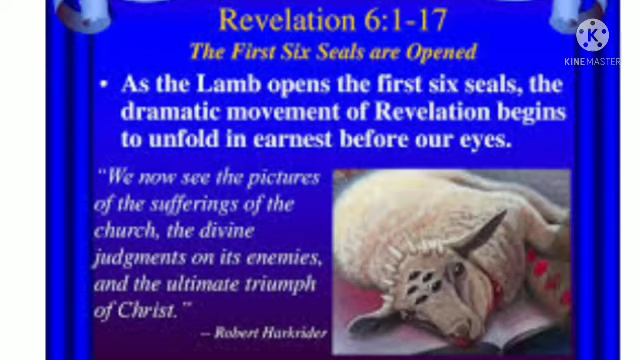 Revelation 6:1-17
The First Six Seals are Opened
• As the Lamb opens the first six seals, the
dramatic movement of Revelation begins
to unfold in earnest before our eyes.
“We now see the pictures
of the sufferings of the
church, the divine
judgments on its enemies,
and the ultimate triumph
of Christ.”
-- Robert Harkrider
KINEMASTER